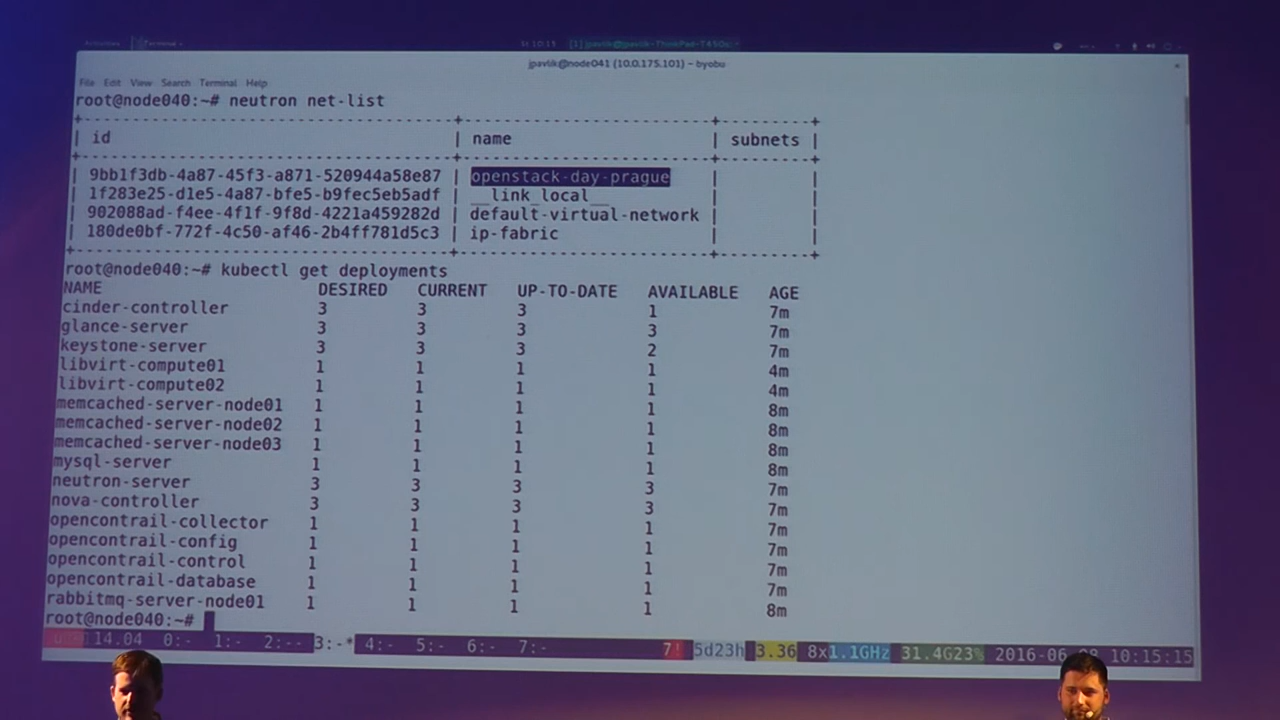 Activities Terminal
10:15 [1] jpavlik@jpavlik-ThinkPad-T450s: ~
jpavlik@node041 (10.0.175.101) - byobu
File Edit View Search Terminal Help
root@node040:~# neutron net-list
| id | name | subnets |
| 9bb1f3db-4a87-45f3-a871-520944a58e87 | openstack-day-prague | |
| 1f283e25-d1e5-4a87-bfe5-b9fec5eb5adf | __link_local__ | |
| 902088ad-f4ee-4f1f-9f8d-4221a459282d | default-virtual-network | |
| 180de0bf-772f-4c50-af46-2b4ff781d5c3 | ip-fabric | |
root@node040:~# kubectl get deployments
NAME DESIRED CURRENT UP-TO-DATE AVAILABLE AGE
cinder-controller 3 3 3 1 7m
glance-server 3 3 3 3 7m
keystone-server 3 3 3 2 7m
libvirt-compute01 1 1 1 1 4m
libvirt-compute02 1 1 1 1 4m
memcached-server-node01 1 1 1 1 8m
memcached-server-node02 1 1 1 1 8m
memcached-server-node03 1 1 1 1 8m
mysql-server 1 1 1 1 8m
neutron-server 3 3 3 3 7m
nova-controller 3 3 3 3 7m
opencontrail-collector 1 1 1 1 7m
opencontrail-config 1 1 1 1 7m
opencontrail-control 1 1 1 1 7m
opencontrail-database 1 1 1 1 7m
rabbitmq-server-node01 1 1 1 1 8m
root@node040:~#
14.04 0:- 1:- 2:-- 3:-* 4:- 5:- 6:- 7:- 7! 5d23h 3.36 8x1.1GHz 31.4G23% 10:15:15